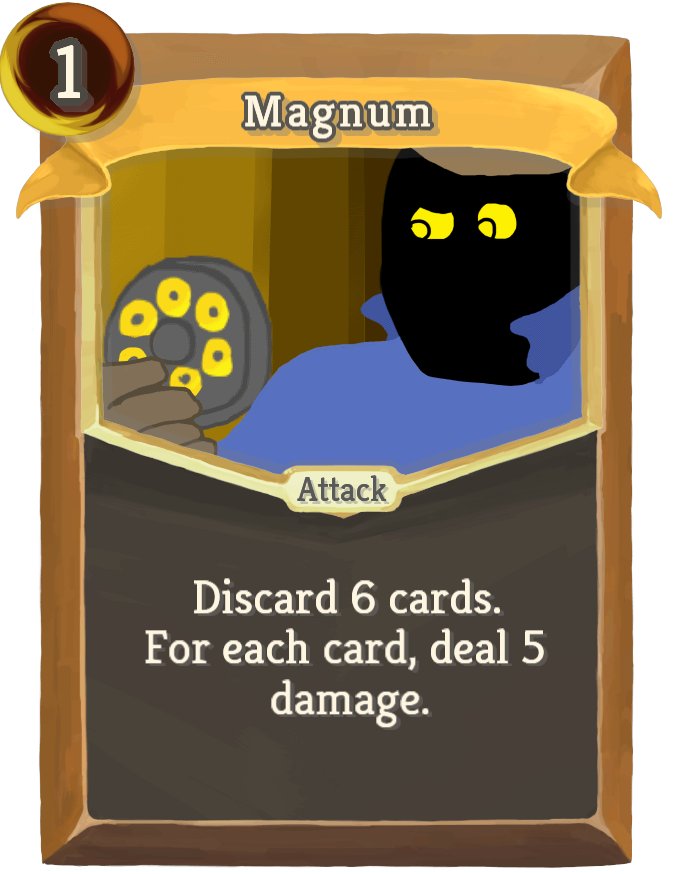 1
Magnum
Attack
Discard 6 cards.
For each card, deal 5
damage.